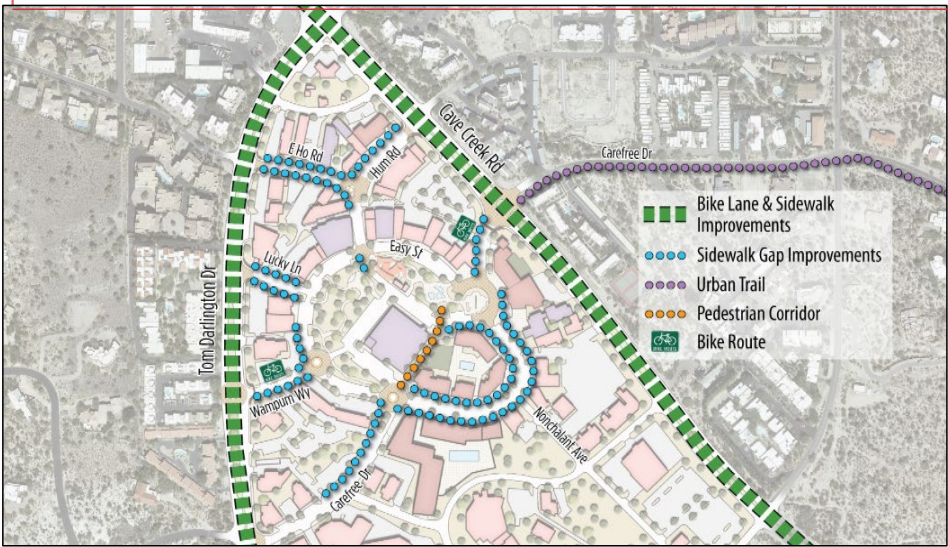 Cave Creek Rd
E Ho Rd
Hum Rd
Carefree Dr
Easy St
Lucky Ln
Tom Darlington Dr
Wampum Wy
Nonchalant Ave
Carefree Dr
Bike Lane & Sidewalk
Improvements
Sidewalk Gap Improvements
Urban Trail
Pedestrian Corridor
Bike Route